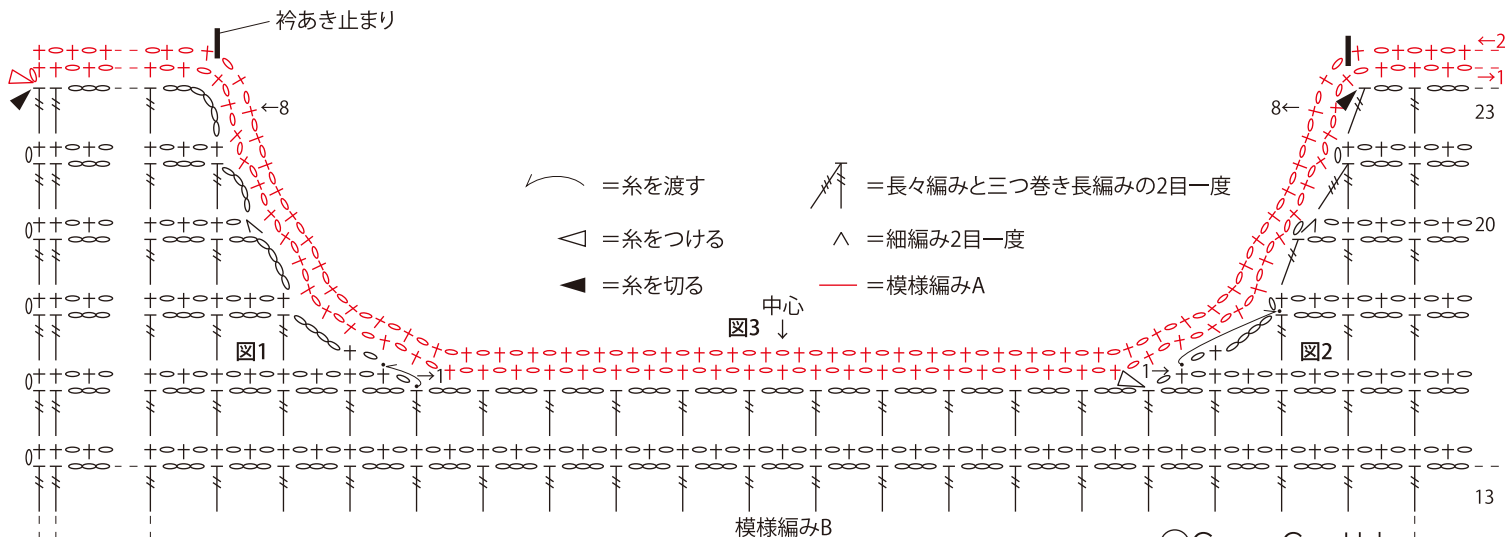 衿あき止まり
←2
→1
←8
8←
23
=糸を渡す
=長々編みと三つ巻き長編みの2目一度
=糸をつける
=細編み2目一度
20
=糸を切る
=模様編みA
中心
図3
↓
図1
図2
→1
1→
13
模様編みB